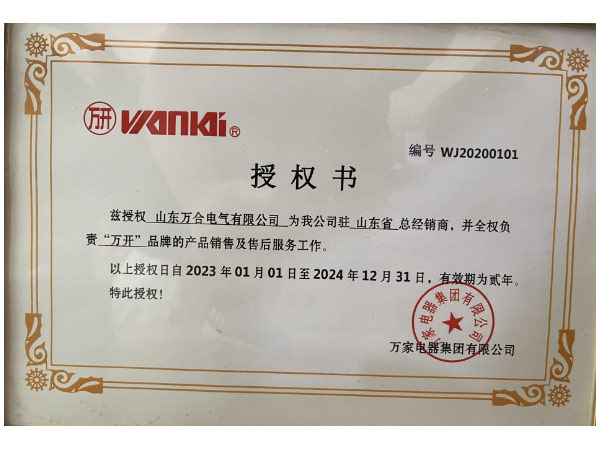 万开 WANKAI ®
编号 WJ20200101
授权书
兹授权 山东万合电气有限公司 为我公司驻 山东省 总经销商，并全权负
责 “万开” 品牌的产品销售及售后服务工作。
以上授权日自 2023 年 01 月 01 日至 2024 年 12 月 31 日，有效期为贰年。
特此授权！
万家电器集团有限公司
万家电器集团有限公司